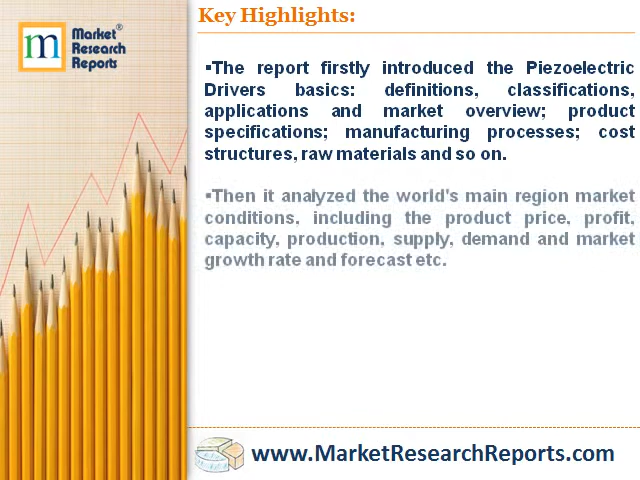 Key Highlights:
m
Market®
Research
Reports
▪The report firstly introduced the Piezoelectric
Drivers basics: definitions, classifications,
applications and market overview; product
specifications; manufacturing processes; cost
structures, raw materials and so on.
▪Then it analyzed the world's main region market
conditions, including the product price, profit,
capacity, production, supply, demand and market
growth rate and forecast etc.
www.MarketResearchReports.com